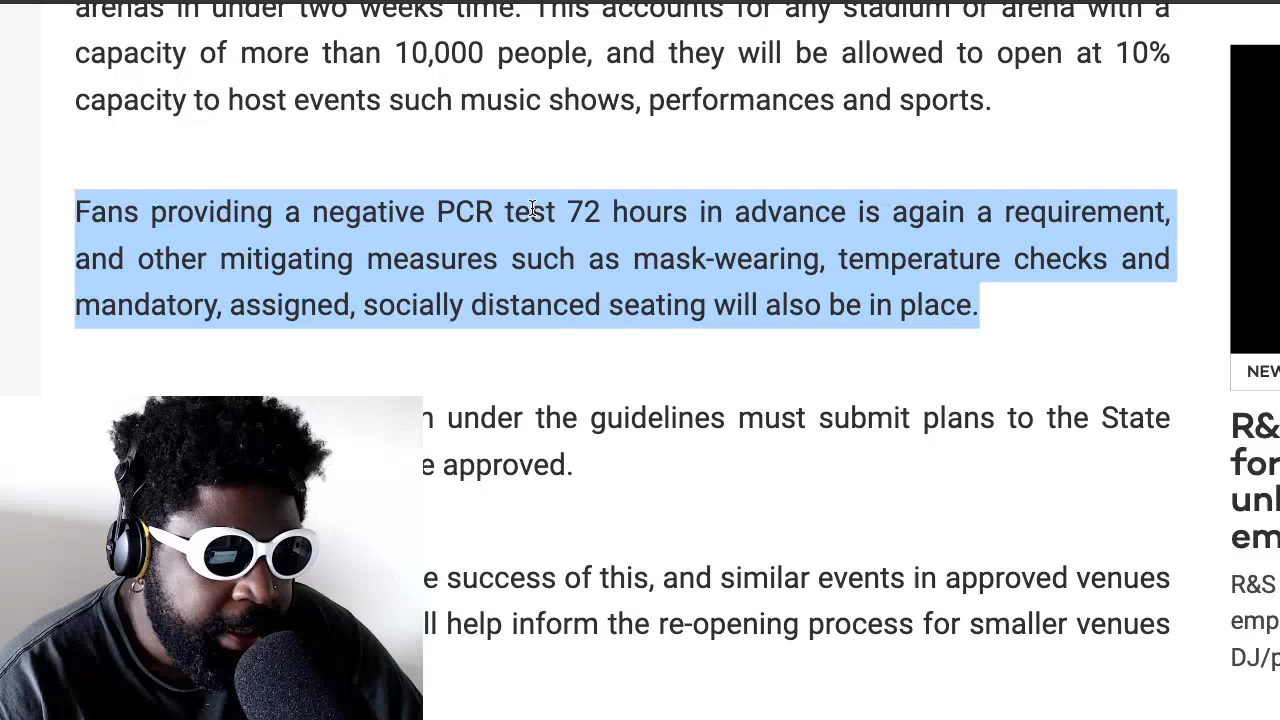 arenas in under two weeks time. This accounts for any stadium or arena with a
capacity of more than 10,000 people, and they will be allowed to open at 10%
capacity to host events such music shows, performances and sports.
Fans providing a negative PCR test 72 hours in advance is again a requirement,
and other mitigating measures such as mask-wearing, temperature checks and
mandatory, assigned, socially distanced seating will also be in place.
under the guidelines must submit plans to the State
approved.
success of this, and similar events in approved venues
help inform the re-opening process for smaller venues
NEW
R&
for
R&S
DJ/